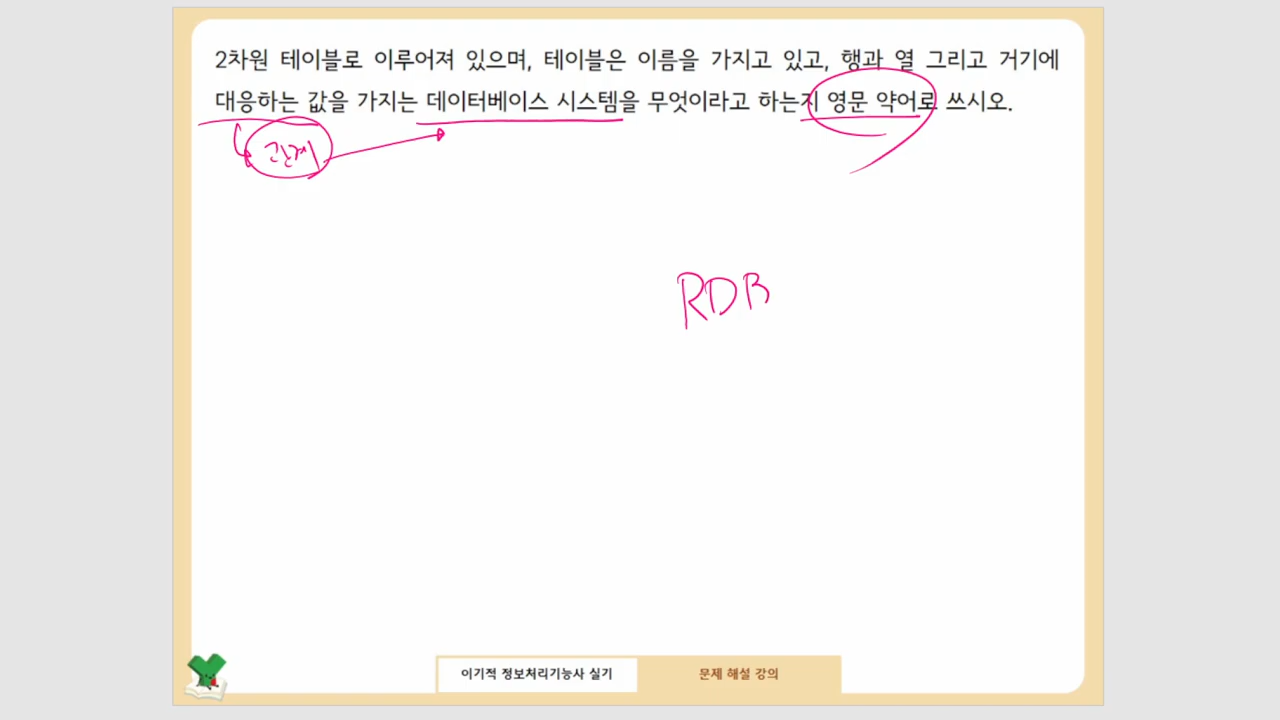 2차원 테이블로 이루어져 있으며, 테이블은 이름을 가지고 있고, 행과 열 그리고 거기에
대응하는 값을 가지는 데이터베이스 시스템을 무엇이라고 하는지 영문 약어로 쓰시오.
관계
RDB
이기적 정보처리기능사 실기
문제 해설 강의